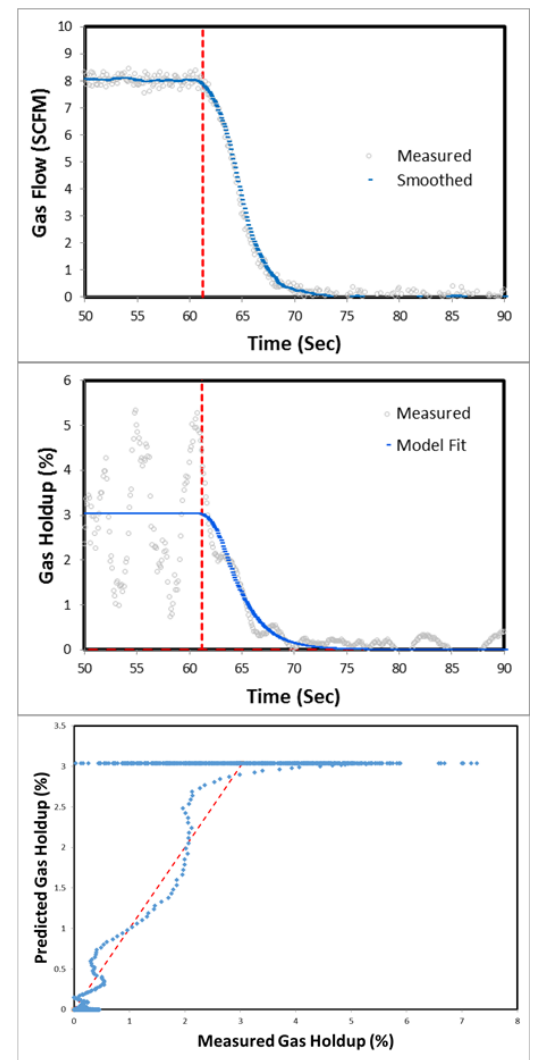 10
9
8
7
6
5
4
3
2
1
0
Gas Flow (SCFM)
Measured
Smoothed
50 55 60 65 70 75 80 85 90
Time (Sec)
6
5
4
3
2
1
0
Gas Holdup (%)
Measured
Model Fit
50 55 60 65 70 75 80 85 90
Time (Sec)
3.5
3
2.5
2
1.5
1
0.5
0
Predicted Gas Holdup (%)
0 1 2 3 4 5 6 7 8
Measured Gas Holdup (%)